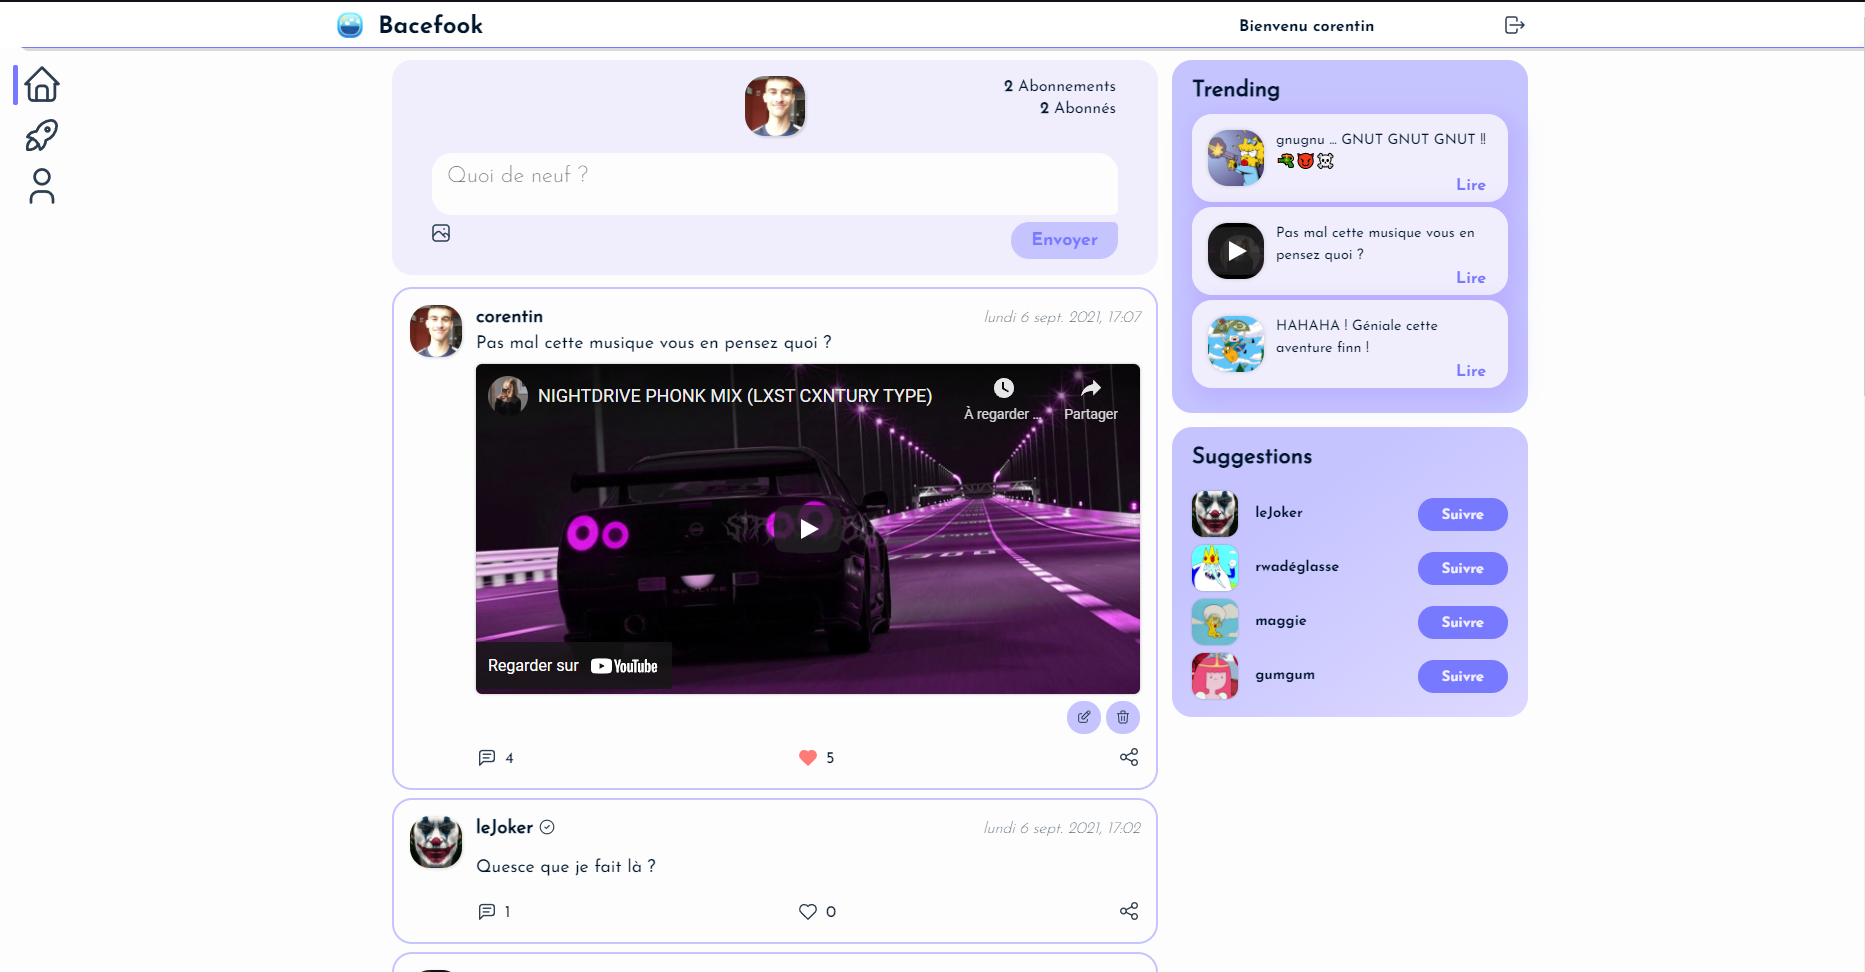 Bacefook
Bienvenu corentin
2 Abonnements
2 Abonnés
Quoi de neuf ?
Envoyer
corentin
lundi 6 sept. 2021, 17:07
Pas mal cette musique vous en pensez quoi ?
NIGHTDRIVE PHONK MIX (LXST CXNTURY TYPE)
À regarder ...
Partager
Regarder sur YouTube
4
5
leJoker
lundi 6 sept. 2021, 17:02
Quesce que je fait là ?
1
0
Trending
gnugnu ... GNUT GNUT GNUT !!
🔫😈☠️
Lire
Pas mal cette musique vous en
pensez quoi ?
Lire
HAHAHA ! Géniale cette
aventure finn !
Lire
Suggestions
leJoker
Suivre
rwadéglasse
Suivre
maggie
Suivre
gumgum
Suivre